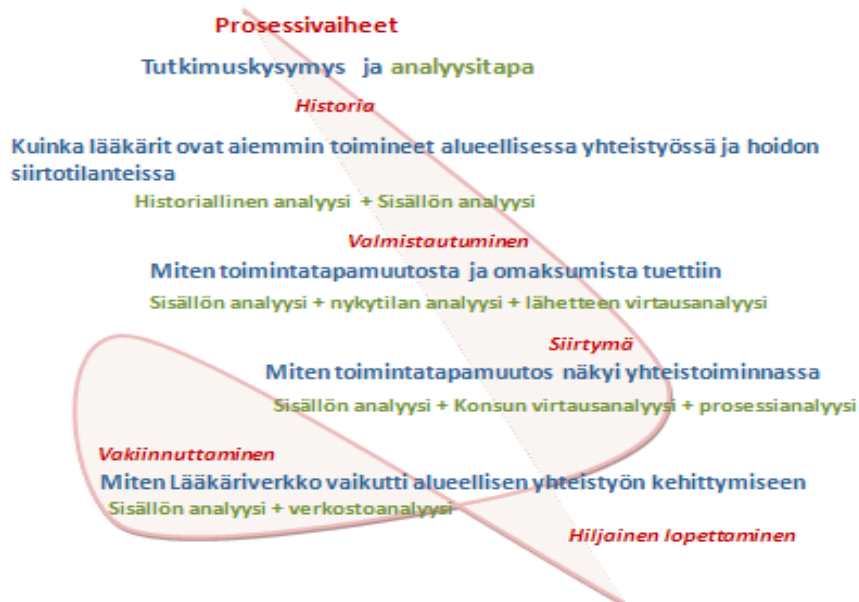 Prosessivaiheet
Tutkimuskysymys ja analyysitapa
Historia
Kuinka lääkärit ovat aiemmin toimineet alueellisessa yhteistyössä ja hoidon
siirtotilanteissa
Historiallinen analyysi + Sisällön analyysi
Valmistautuminen
Miten toimintatapamuutosta ja omaksumista tuettiin
Sisällön analyysi + nykytilan analyysi + lähetteen virtausanalyysi
Siirtymä
Miten toimintatapamuutos näkyi yhteistoiminnassa
Sisällön analyysi + Konsun virtausanalyysi + prosessianalyysi
Vakiinnuttaminen
Miten Lääkäriverkko vaikutti alueellisen yhteistyön kehittymiseen
Sisällön analyysi + verkostoanalyysi
Hiljainen lopettaminen